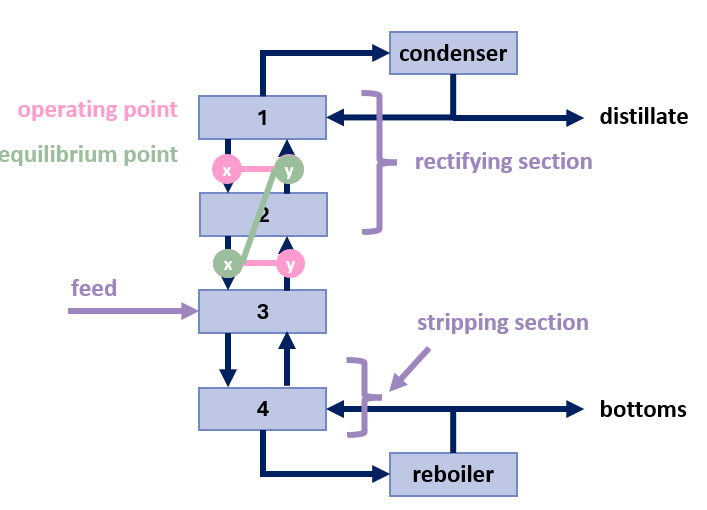 condenser
operating point
1
distillate
equilibrium point
rectifying section
x
y
2
x
y
feed
3
stripping section
4
bottoms
reboiler